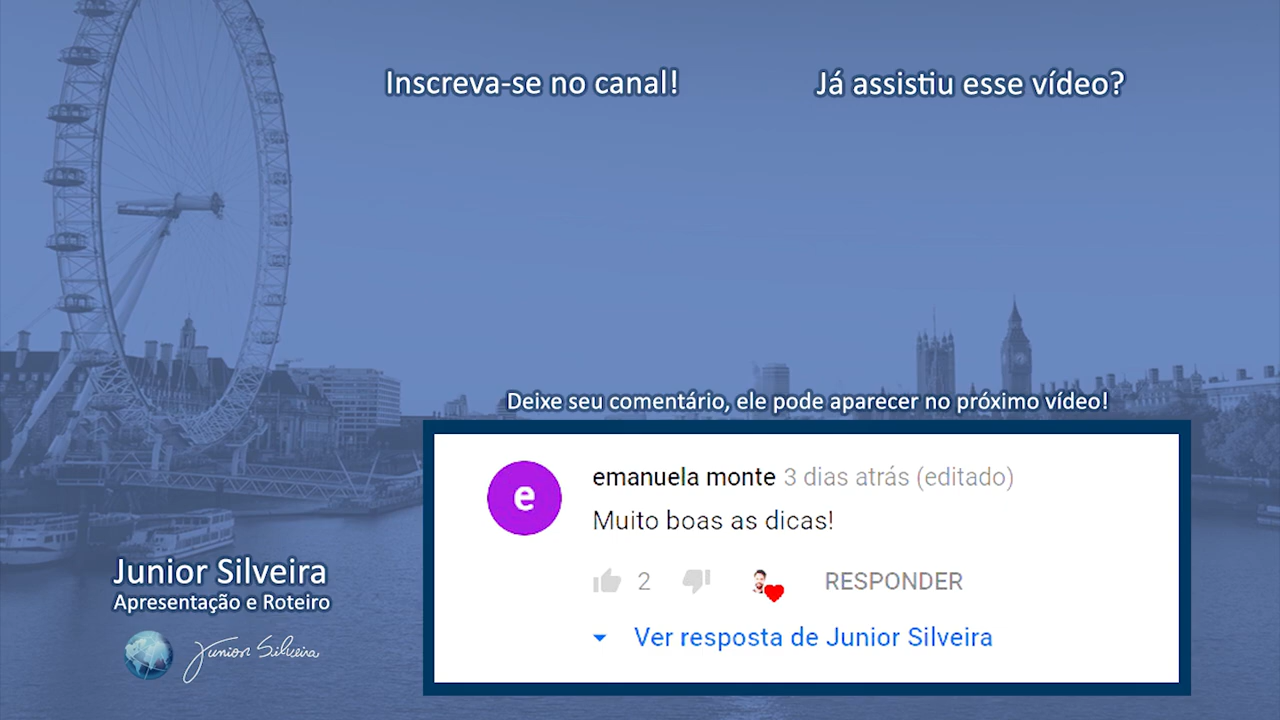 Inscreva-se no canal!
Já assistiu esse vídeo?
Deixe seu comentário, ele pode aparecer no próximo vídeo!
e
emanuela monte 3 dias atrás (editado)
Muito boas as dicas!
2
RESPONDER
Ver resposta de Junior Silveira
Junior Silveira
Apresentação e Roteiro
Junior Silveira